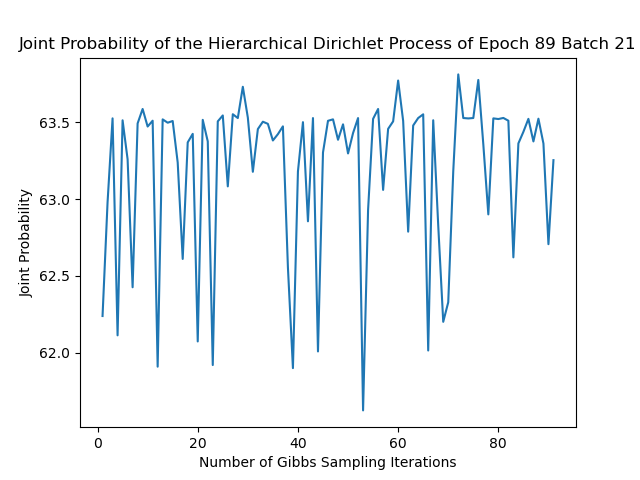 Joint Probability of the Hierarchical Dirichlet Process of Epoch 89 Batch 21
63.5
63.0
62.5
62.0
Joint Probability
0 20 40 60 80
Number of Gibbs Sampling Iterations